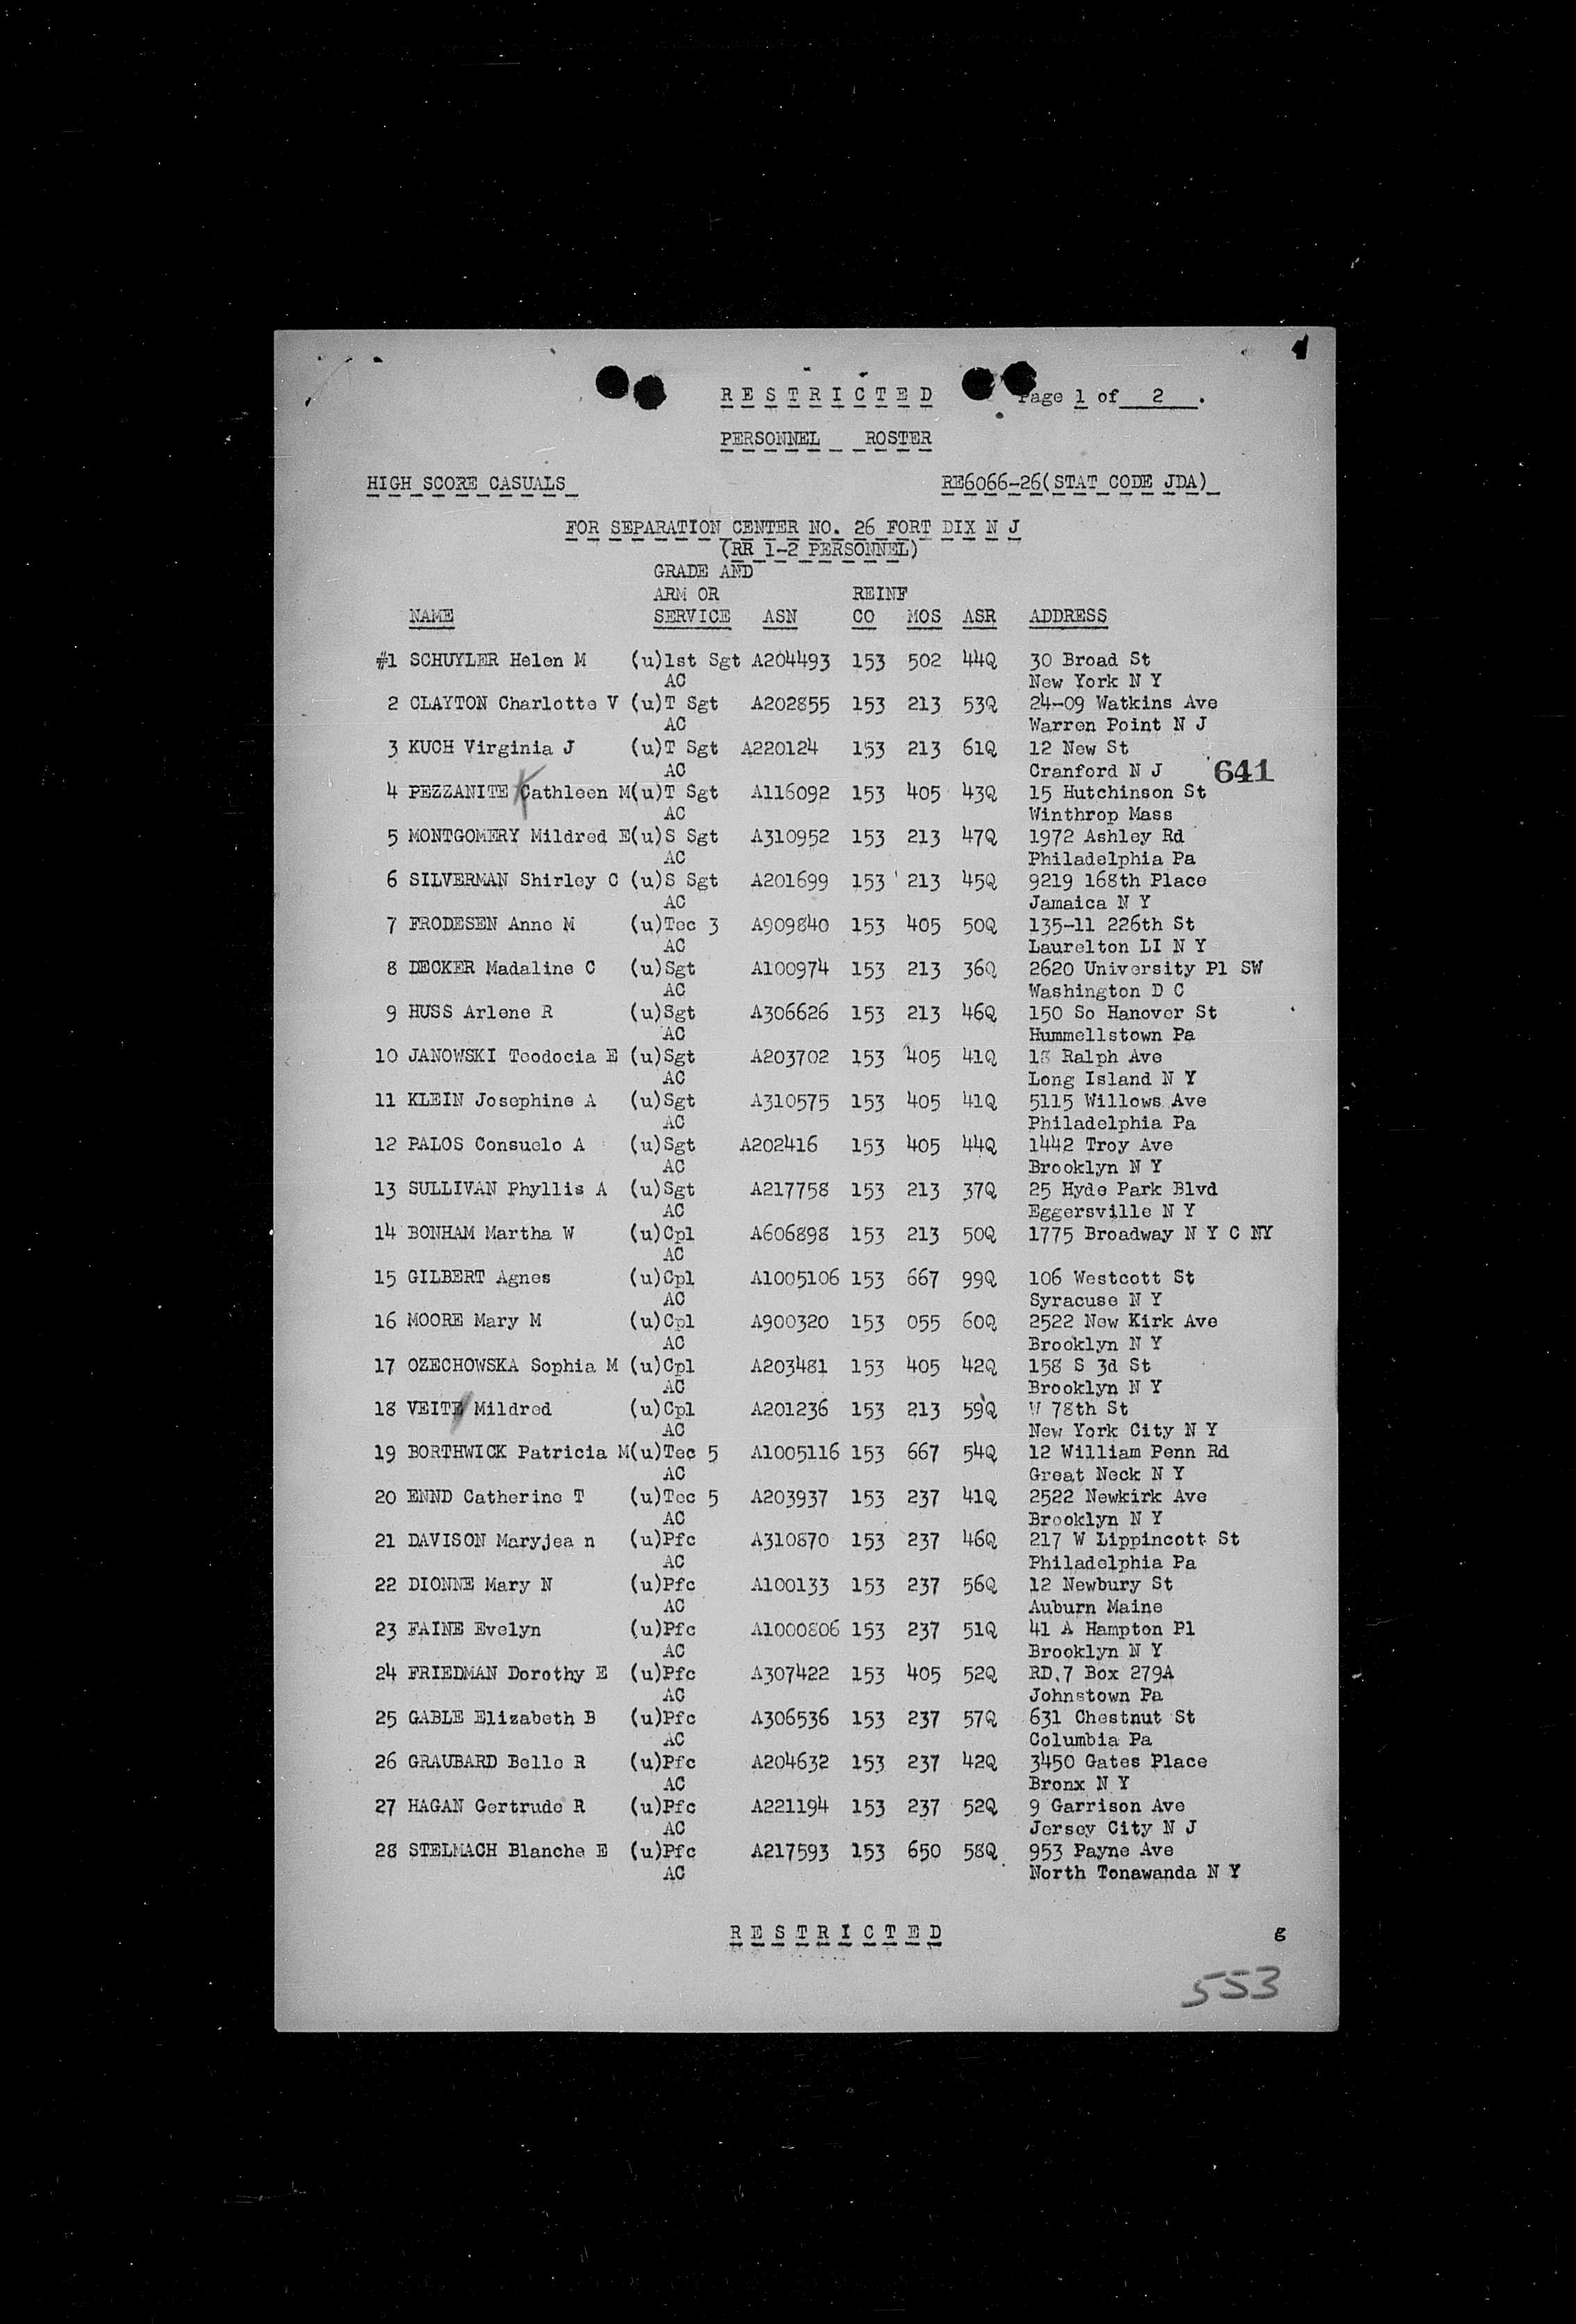 RESTRICTED Page 1 of 2.
PERSONNEL ROSTER
HIGH SCORE CASUALS RE6066-26(STAT CODE JDA)
FOR SEPARATION CENTER NO. 26 FORT DIX N J
(RR 1-2 PERSONNEL)
GRADE AND
ARM OR REINF
NAME SERVICE ASN CO MOS ASR ADDRESS
#1 SCHUYLER Helen M (u)1st Sgt A204493 153 502 44Q 30 Broad St
AC New York N Y
2 CLAYTON Charlotte V (u)T Sgt A202855 153 213 53Q 24-09 Watkins Ave
AC Warren Point N J
3 KUCH Virginia J (u)T Sgt A220124 153 213 61Q 12 New St
AC Cranford N J 641
4 PEZZANITE Kathleen M(u)T Sgt A116092 153 405 43Q 15 Hutchinson St
AC Winthrop Mass
5 MONTGOMERY Mildred E(u)S Sgt A310952 153 213 47Q 1972 Ashley Rd
AC Philadelphia Pa
6 SILVERMAN Shirley C (u)S Sgt A201699 153 213 45Q 9219 168th Place
AC Jamaica N Y
7 FRODESEN Anne M (u)Tec 3 A909840 153 405 50Q 135-11 226th St
AC Laurelton LI N Y
8 DECKER Madaline C (u)Sgt A100974 153 213 36Q 2620 University Pl SW
AC Washington D C
9 HUSS Arlene R (u)Sgt A306626 153 213 46Q 150 So Hanover St
AC Hummellstown Pa
10 JANOWSKI Teodocia E (u)Sgt A203702 153 405 41Q 18 Ralph Ave
AC Long Island N Y
11 KLEIN Josephine A (u)Sgt A310575 153 405 41Q 5115 Willows Ave
AC Philadelphia Pa
12 PALOS Consuelo A (u)Sgt A202416 153 405 44Q 1442 Troy Ave
AC Brooklyn N Y
13 SULLIVAN Phyllis A (u)Sgt A217758 153 213 37Q 25 Hyde Park Blvd
AC Eggersville N Y
14 BONHAM Martha W (u)Cpl A606898 153 213 50Q 1775 Broadway N Y C NY
AC
15 GILBERT Agnes (u)Cpl A1005106 153 667 99Q 106 Westcott St
AC Syracuse N Y
16 MOORE Mary M (u)Cpl A900320 153 055 60Q 2522 New Kirk Ave
AC Brooklyn N Y
17 OZECHOWSKA Sophia M (u)Cpl A203481 153 405 42Q 158 S 3d St
AC Brooklyn N Y
18 VEITE Mildred (u)Cpl A201236 153 213 59Q W 78th St
AC New York City N Y
19 BORTHWICK Patricia M(u)Tec 5 A1005116 153 667 54Q 12 William Penn Rd
AC Great Neck N Y
20 ENND Catherine T (u)Tec 5 A203937 153 237 41Q 2522 Newkirk Ave
AC Brooklyn N Y
21 DAVISON Maryjea n (u)Pfc A310870 153 237 46Q 217 W Lippincott St
AC Philadelphia Pa
22 DIONNE Mary N (u)Pfc A100133 153 237 56Q 12 Newbury St
AC Auburn Maine
23 FAINE Evelyn (u)Pfc A1000806 153 237 51Q 41 A Hampton Pl
AC Brooklyn N Y
24 FRIEDMAN Dorothy E (u)Pfc A307422 153 405 52Q RD.7 Box 279A
AC Johnstown Pa
25 GABLE Elizabeth B (u)Pfc A306536 153 237 57Q 631 Chestnut St
AC Columbia Pa
26 GRAUBARD Belle R (u)Pfc A204632 153 237 42Q 3450 Gates Place
AC Bronx N Y
27 HAGAN Gertrude R (u)Pfc A221194 153 237 52Q 9 Garrison Ave
AC Jersey City N J
28 STELMACH Blanche E (u)Pfc A217593 153 650 58Q 953 Payne Ave
AC North Tonawanda N Y
RESTRICTED g
553